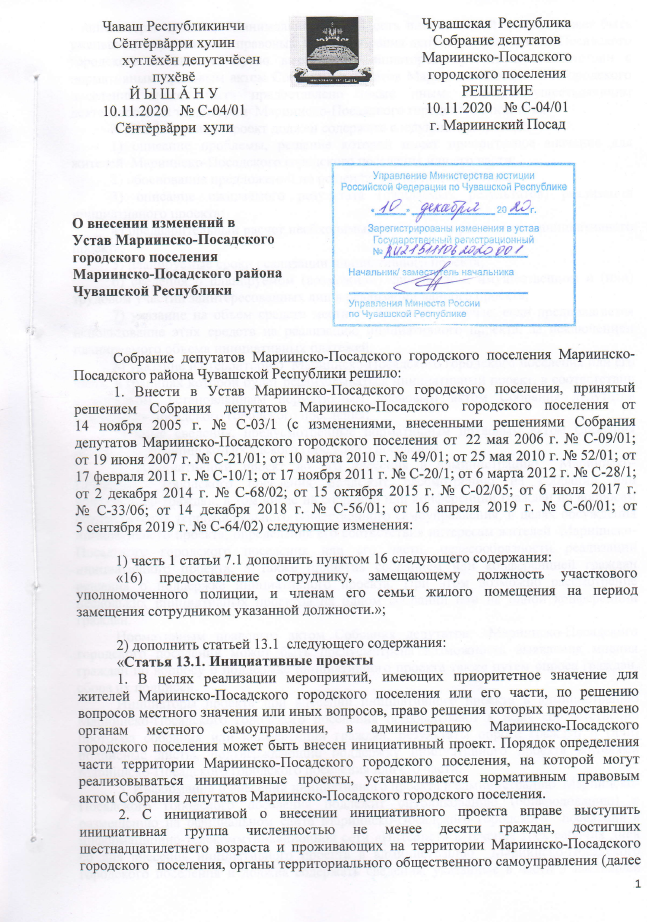 Чӑваш Республикинчи
Сӗнтӗрвӑрри хулин
хутлӗхӗн депутачӗсен
пухӗвӗ
Й Ы Ш Ӑ Н У
10.11.2020 № С-04/01
Сӗнтӗрвӑрри хули
Чувашская Республика
Собрание депутатов
Мариинско-Посадского
городского поселения
РЕШЕНИЕ
10.11.2020 № С-04/01
г. Мариинский Посад
Управление Министерства юстиции
Российской Федерации по Чувашской Республике
« 10 » декабря 20 20 г.
Зарегистрированы изменения в устав
Государственный регистрационный
№ RU215111062020001
Начальник/ заместитель начальника
Управления Минюста России
по Чувашской Республике
О внесении изменений в
Устав Мариинско-Посадского
городского поселения
Мариинско-Посадского района
Чувашской Республики
Собрание депутатов Мариинско-Посадского городского поселения Мариинско-
Посадского района Чувашской Республики решило:
1. Внести в Устав Мариинско-Посадского городского поселения, принятый
решением Собрания депутатов Мариинско-Посадского городского поселения от
14 ноября 2005 г. № С-03/1 (с изменениями, внесенными решениями Собрания
депутатов Мариинско-Посадского городского поселения от 22 мая 2006 г. № С-09/01;
от 19 июня 2007 г. № С-21/01; от 10 марта 2010 г. № 49/01; от 25 мая 2010 г. № 52/01; от
17 февраля 2011 г. № С-10/1; от 17 ноября 2011 г. № С-20/1; от 6 марта 2012 г. № С-28/1;
от 2 декабря 2014 г. № С-68/02; от 15 октября 2015 г. № С-02/05; от 6 июля 2017 г.
№ С-33/06; от 14 декабря 2018 г. № С-56/01; от 16 апреля 2019 г. № С-60/01; от
5 сентября 2019 г. № С-64/02) следующие изменения:
1) часть 1 статьи 7.1 дополнить пунктом 16 следующего содержания:
«16) предоставление сотруднику, замещающему должность участкового
уполномоченного полиции, и членам его семьи жилого помещения на период
замещения сотрудником указанной должности.»;
2) дополнить статьей 13.1 следующего содержания:
«Статья 13.1. Инициативные проекты
1. В целях реализации мероприятий, имеющих приоритетное значение для
жителей Мариинско-Посадского городского поселения или его части, по решению
вопросов местного значения или иных вопросов, право решения которых предоставлено
органам местного самоуправления, в администрацию Мариинско-Посадского
городского поселения может быть внесен инициативный проект. Порядок определения
части территории Мариинско-Посадского городского поселения, на которой могут
реализовываться инициативные проекты, устанавливается нормативным правовым
актом Собрания депутатов Мариинско-Посадского городского поселения.
2. С инициативой о внесении инициативного проекта вправе выступить
инициативная группа численностью не менее десяти граждан, достигших
шестнадцатилетнего возраста и проживающих на территории Мариинско-Посадского
городского поселения, органы территориального общественного самоуправления (далее
1